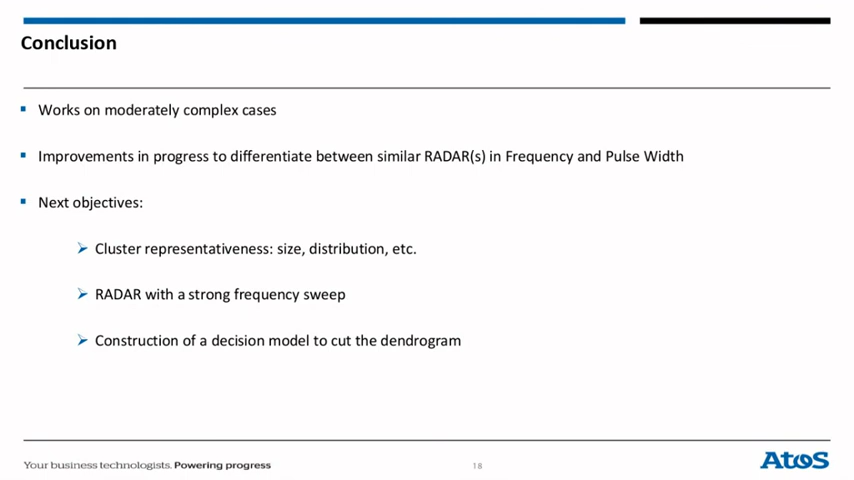 Conclusion
Works on moderately complex cases
Improvements in progress to differentiate between similar RADAR(s) in Frequency and Pulse Width
Next objectives:
Cluster representativeness: size, distribution, etc.
RADAR with a strong frequency sweep
Construction of a decision model to cut the dendrogram
Your business technologists. Powering progress
18
Atos